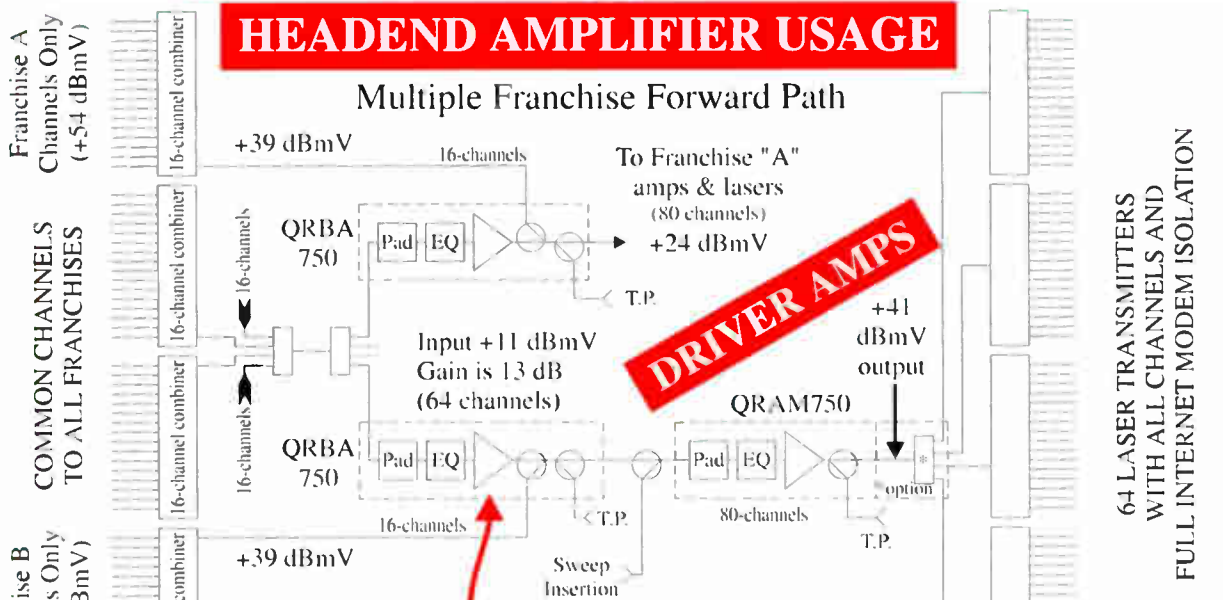 HEADEND AMPLIFIER USAGE
Multiple Franchise Forward Path
Franchise A
Channels Only
(+54 dBmV)
16-channel combiner
+39 dBmV
16-channels
To Franchise "A"
amps & lasers
(80 channels)
+24 dBmV
QRBA
750
Pad
EQ
T.P.
COMMON CHANNELS
TO ALL FRANCHISES
16-channel combiner
16-channels
16-channel combiner
16-channels
Input +11 dBmV
Gain is 13 dB
(64 channels)
DRIVER AMPS
+41
dBmV
output
QRAM750
QRBA
750
Pad
EQ
Pad
EQ
*
option
16-channels
T.P.
80-channels
T.P.
+39 dBmV
Sweep
Insertion
ise B
s Only
BmV)
combiner
64 LASER TRANSMITTERS
WITH ALL CHANNELS AND
FULL INTERNET MODEM ISOLATION